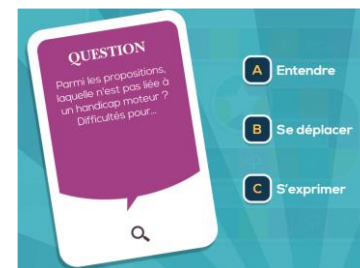 QUESTION
Parmi les propositions,
laquelle n'est pas liée à
un handicap moteur ?
Difficultés pour...
A Entendre
B Se déplacer
C S'exprimer